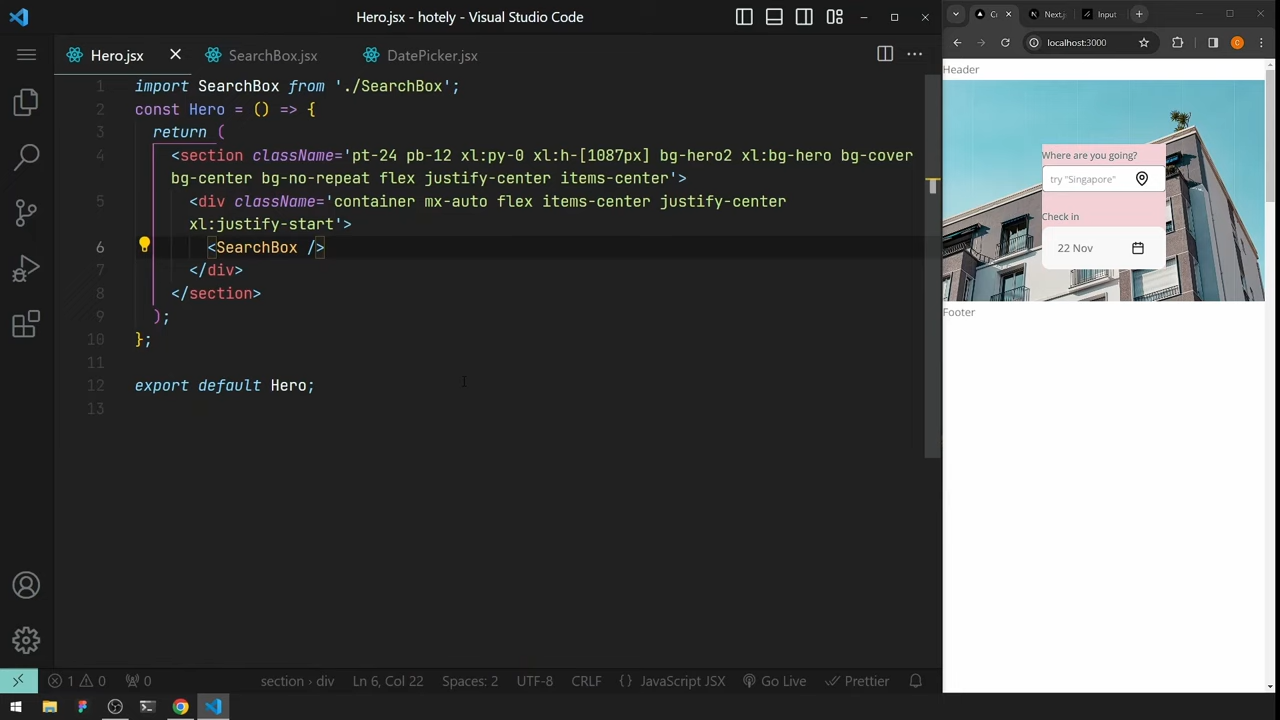 Hero.jsx - hotely - Visual Studio Code
Hero.jsx
SearchBox.jsx
DatePicker.jsx
1 import SearchBox from './SearchBox';
2 const Hero = () => {
3 return (
4 <section className='pt-24 pb-12 xl:py-0 xl:h-[1087px] bg-hero2 xl:bg-hero bg-cover
bg-center bg-no-repeat flex justify-center items-center'>
5 <div className='container mx-auto flex items-center justify-center
xl:justify-start'>
6 <SearchBox />
7 </div>
8 </section>
9 );
10 };
11
12 export default Hero;
13
1 0 0
section › div
Ln 6, Col 22
Spaces: 2
UTF-8
CRLF
{} JavaScript JSX
Go Live
Prettier
Next.j
Input
localhost:3000
C
Header
Where are you going?
try "Singapore"
Check in
22 Nov
Footer